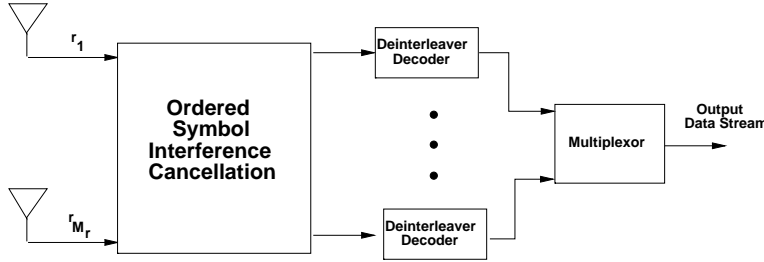 r1
Ordered
Symbol
Interference
Cancellation
Deinterleaver
Decoder
Multiplexor
Output
Data Stream
rMr
Deinterleaver
Decoder